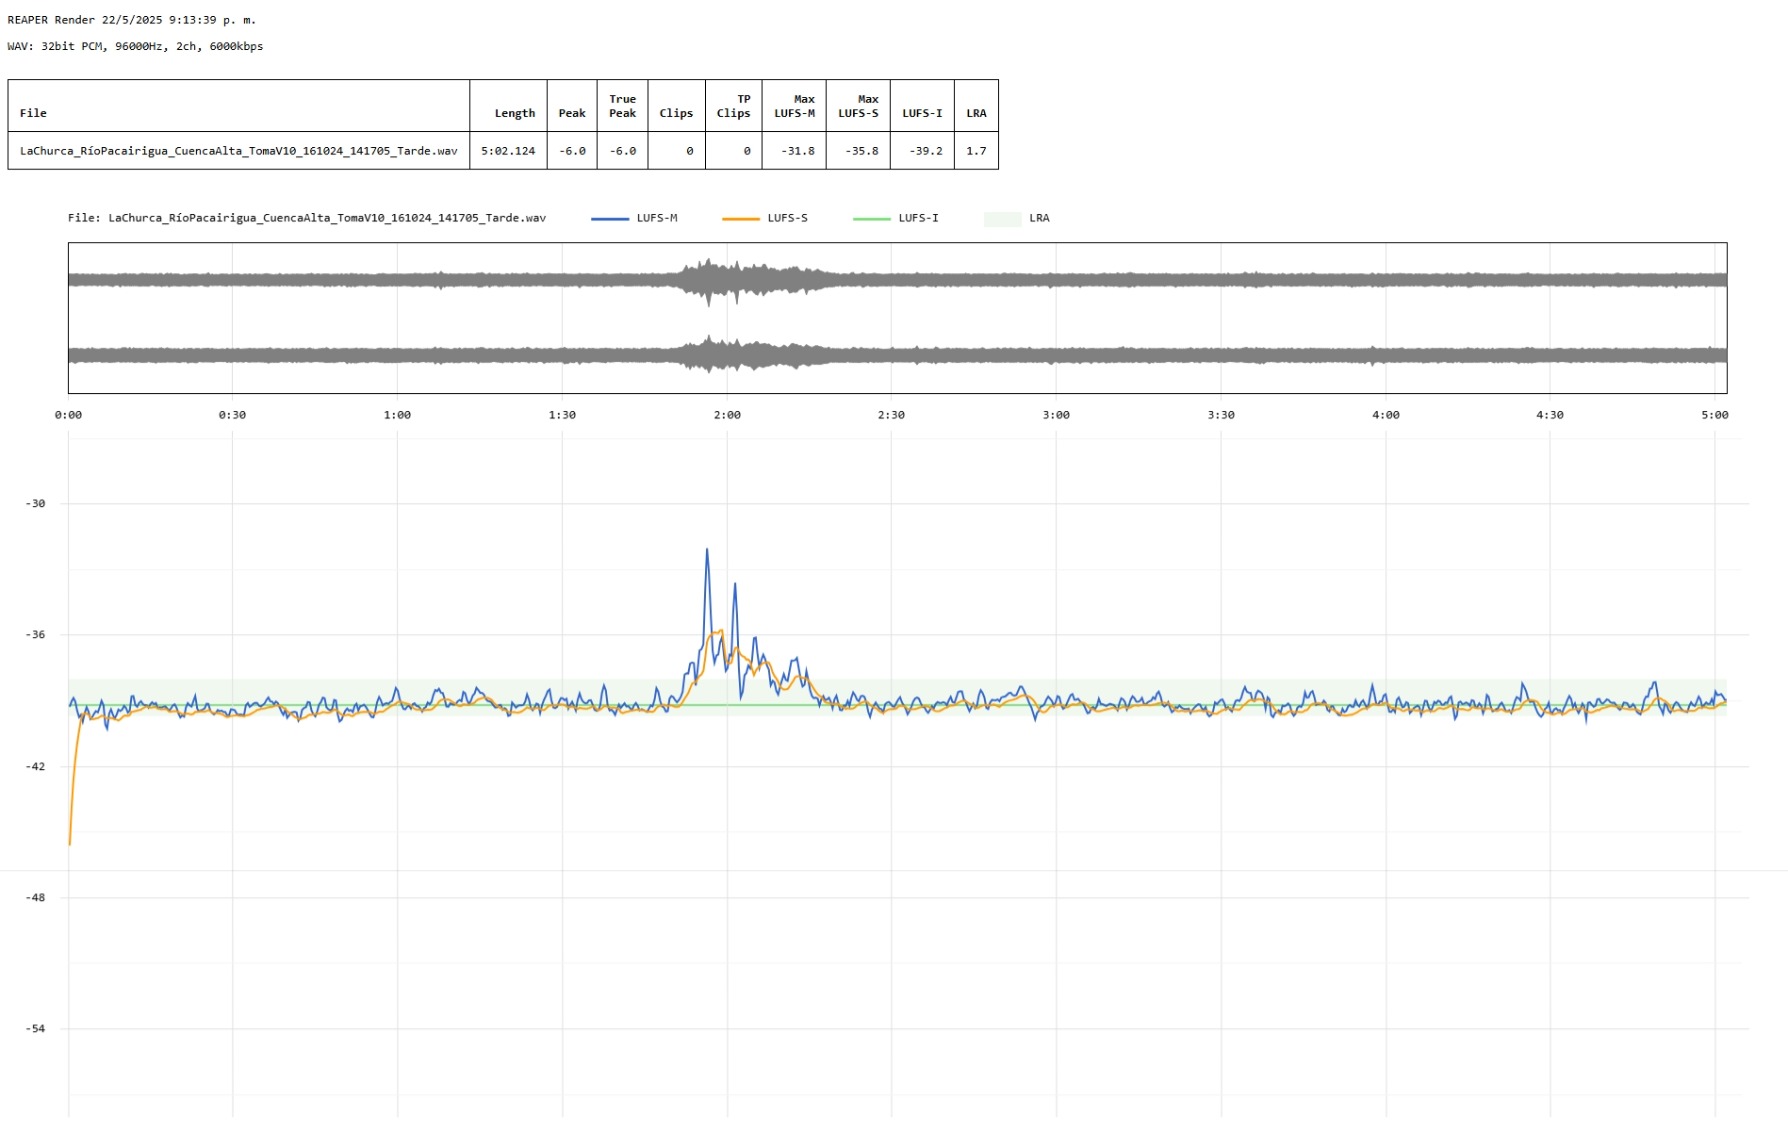 REAPER Render 22/5/2025 9:13:39 p. m.
WAV: 32bit PCM, 96000Hz, 2ch, 6000kbps
File Length Peak True Peak Clips TP Clips Max LUFS-M Max LUFS-S LUFS-I LRA
LaChurca_RíoPacairigua_CuencaAlta_TomaV10_161024_141705_Tarde.wav 5:02.124 -6.0 -6.0 0 0 -31.8 -35.8 -39.2 1.7
File: LaChurca_RíoPacairigua_CuencaAlta_TomaV10_161024_141705_Tarde.wav LUFS-M LUFS-S LUFS-I LRA
0:00 0:30 1:00 1:30 2:00 2:30 3:00 3:30 4:00 4:30 5:00
-30
-36
-42
-48
-54